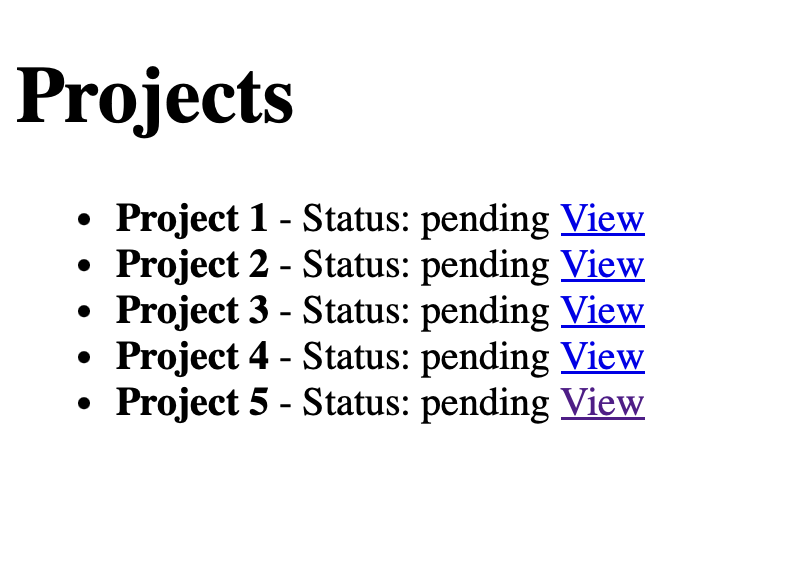 Projects
Project 1 - Status: pending View
Project 2 - Status: pending View
Project 3 - Status: pending View
Project 4 - Status: pending View
Project 5 - Status: pending View